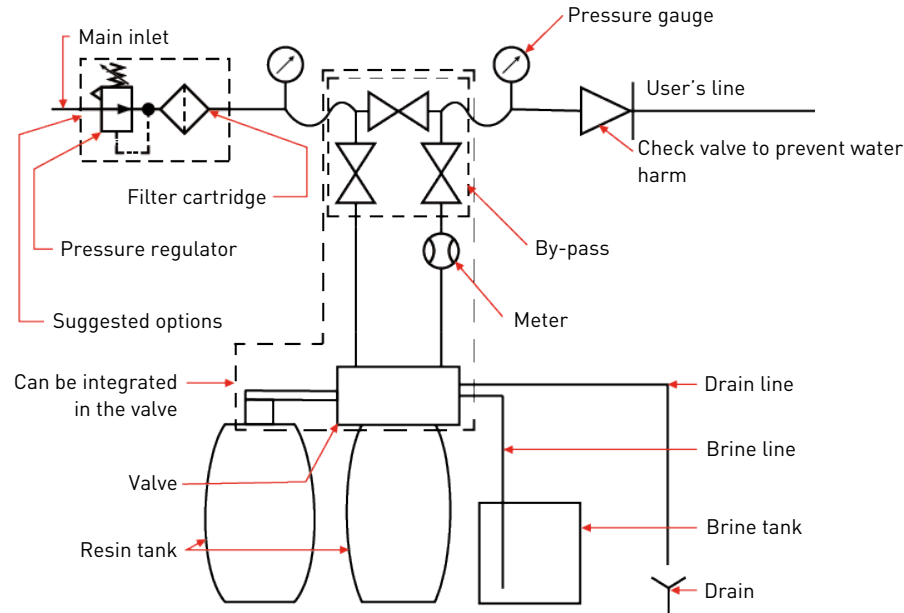 Pressure gauge
Main inlet
User's line
Check valve to prevent water
harm
Filter cartridge
Pressure regulator
By-pass
Suggested options
Meter
Can be integrated
in the valve
Drain line
Brine line
Valve
Brine tank
Resin tank
Drain